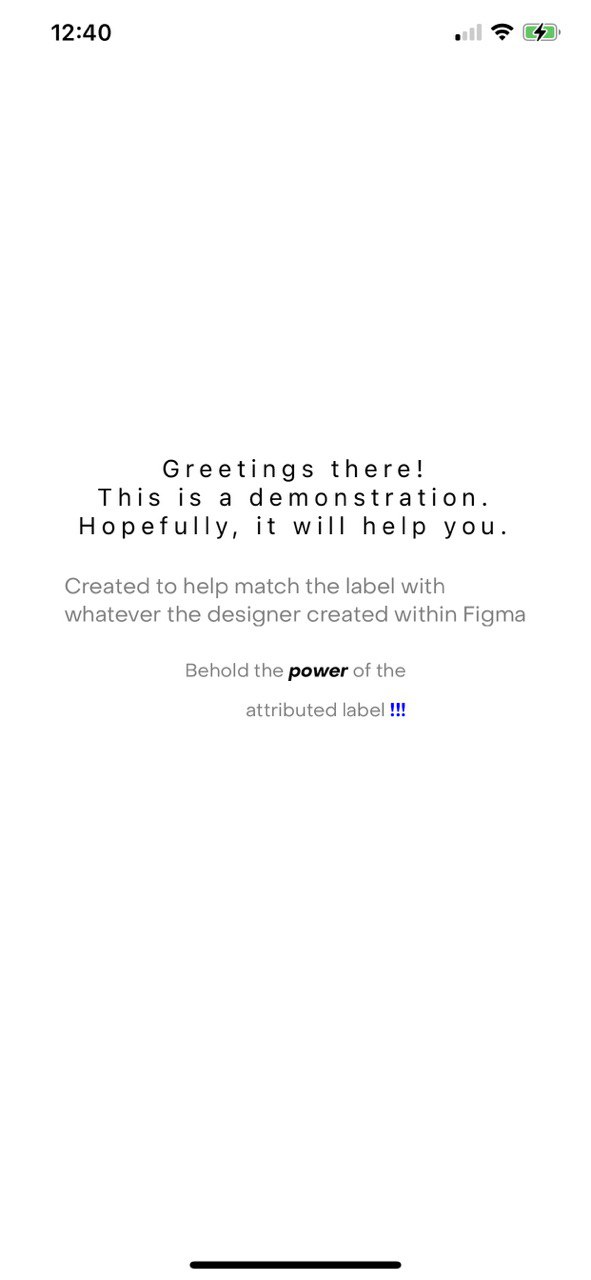 12:40
Greetings there!
This is a demonstration.
Hopefully, it will help you.
Created to help match the label with
whatever the designer created within Figma
Behold the power of the
attributed label !!!